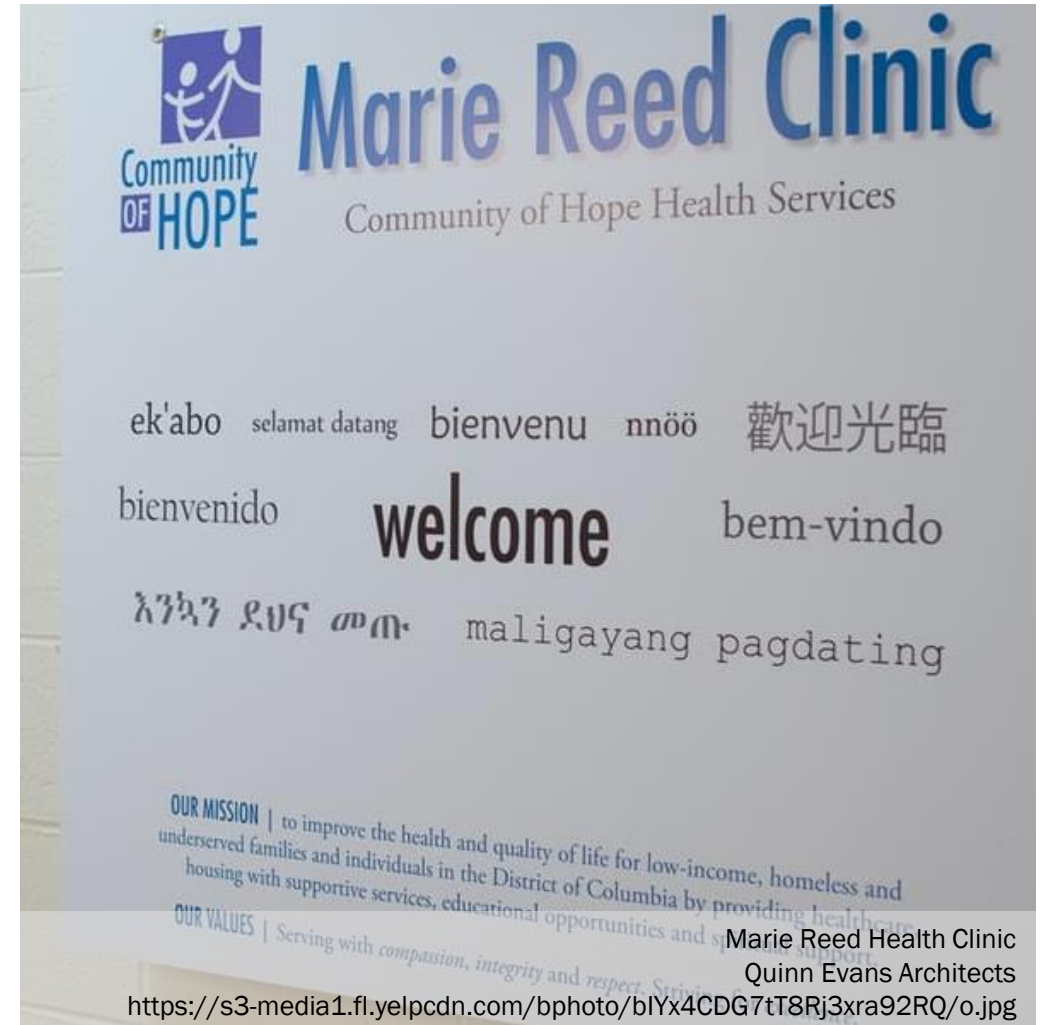 Community
OF HOPE
Marie Reed Clinic
Community of Hope Health Services
ek'abo selamat datang bienvenu nnöö 歡迎光臨
bienvenido welcome bem-vindo
እንኳን ደህና መጡ maligayang pagdating
OUR MISSION | to improve the health and quality of life for low-income, homeless and
underserved families and individuals in the District of Columbia by providing healthcare,
housing with supportive services, educational opportunities and spiritual support.
OUR VALUES | Serving with compassion, integrity and respect. Striving
Marie Reed Health Clinic
Quinn Evans Architects
https://s3-media1.fl.yelpcdn.com/bphoto/blYx4CDG7tT8Rj3xra92RQ/o.jpg